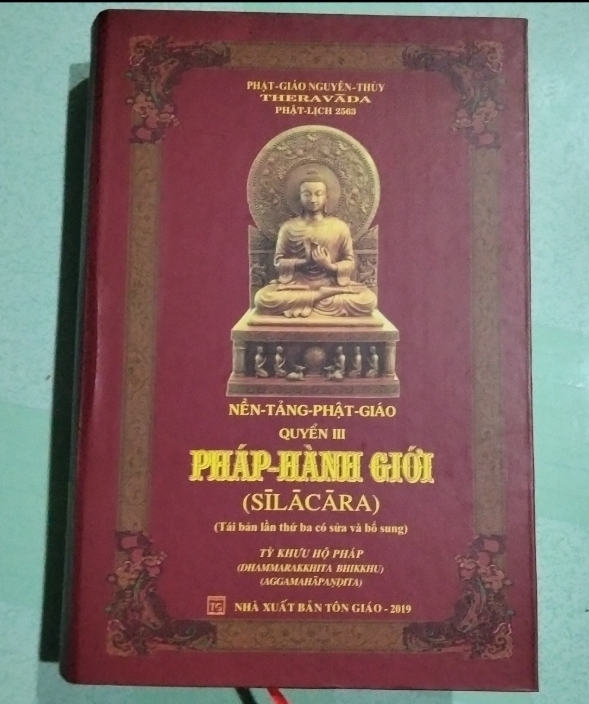 PHẬT-GIÁO NGUYÊN-THỦY
THERAVĀDA
PHẬT-LỊCH 2563
NỀN-TẢNG-PHẬT-GIÁO
QUYỂN III
PHÁP-HÀNH GIỚI
(SĪLĀCĀRA)
(Tái bản lần thứ ba có sửa và bổ sung)
TỲ KHƯU HỘ PHÁP
(DHAMMARAKKHITA BHIKKHU)
(AGGAMAHĀPAṆḌITA)
TG NHÀ XUẤT BẢN TÔN GIÁO - 2019